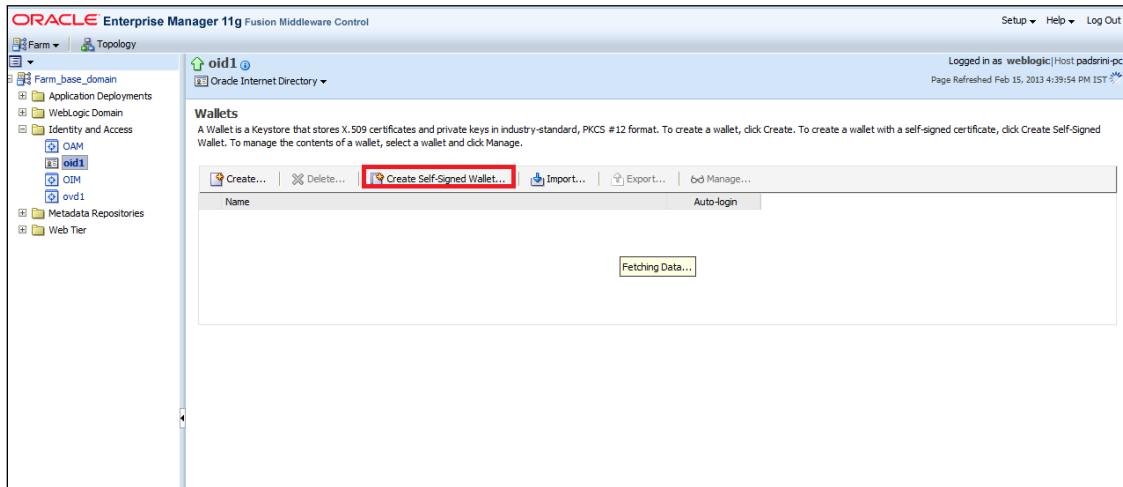 ORACLE Enterprise Manager 11g Fusion Middleware Control
Setup Help Log Out
Farm Topology
Farm_base_domain
Application Deployments
WebLogic Domain
Identity and Access
OAM
oid1
OIM
ovd1
Metadata Repositories
Web Tier
oid1
Oracle Internet Directory
Logged in as weblogic|Host padsrini-pc
Page Refreshed Feb 15, 2013 4:39:54 PM IST
Wallets
A Wallet is a Keystore that stores X.509 certificates and private keys in industry-standard, PKCS #12 format. To create a wallet, click Create. To create a wallet with a self-signed certificate, click Create Self-Signed
Wallet. To manage the contents of a wallet, select a wallet and click Manage.
Create... Delete... Create Self-Signed Wallet... Import... Export... Manage...
Name Auto-login
Fetching Data...